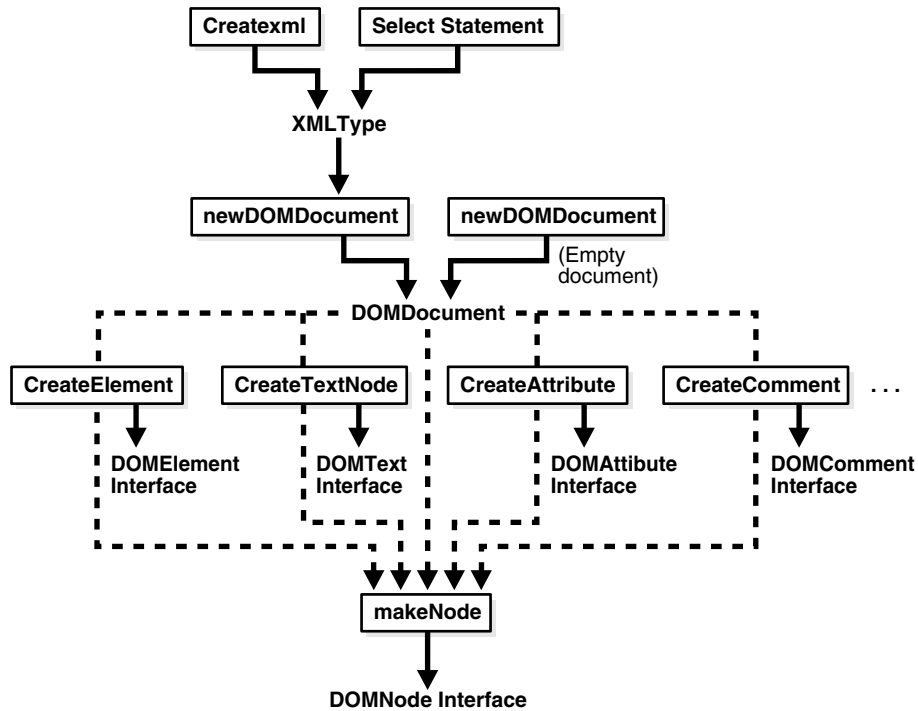 Createxml
Select Statement
XMLType
newDOMDocument
newDOMDocument
(Empty
document)
DOMDocument
CreateElement
CreateTextNode
CreateAttribute
CreateComment
. . .
DOMElement
Interface
DOMText
Interface
DOMAttibute
Interface
DOMComment
Interface
makeNode
DOMNode Interface